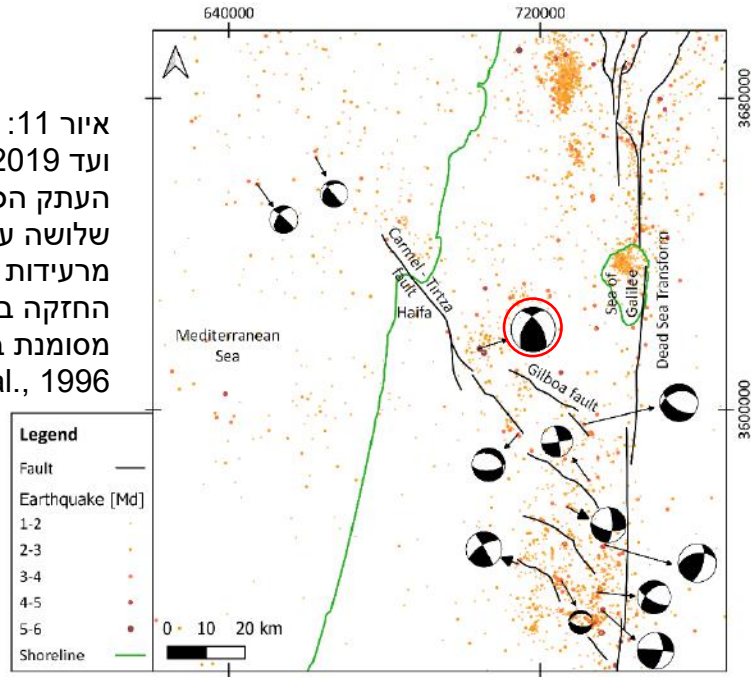 640000
720000
3680000
3600000
איור 11:
ועד 2019
שלושה ע
מרעידות
החזקה ב
מסומנת ב
al., 1996
Carmel - Tirtza
fault
Haifa
Mediterranean
Sea
Gilboa fault
Sea of
Galilee
Dead Sea Transform
Legend
Fault
Earthquake [Md]
1-2
2-3
3-4
4-5
5-6
Shoreline
0 10 20 km